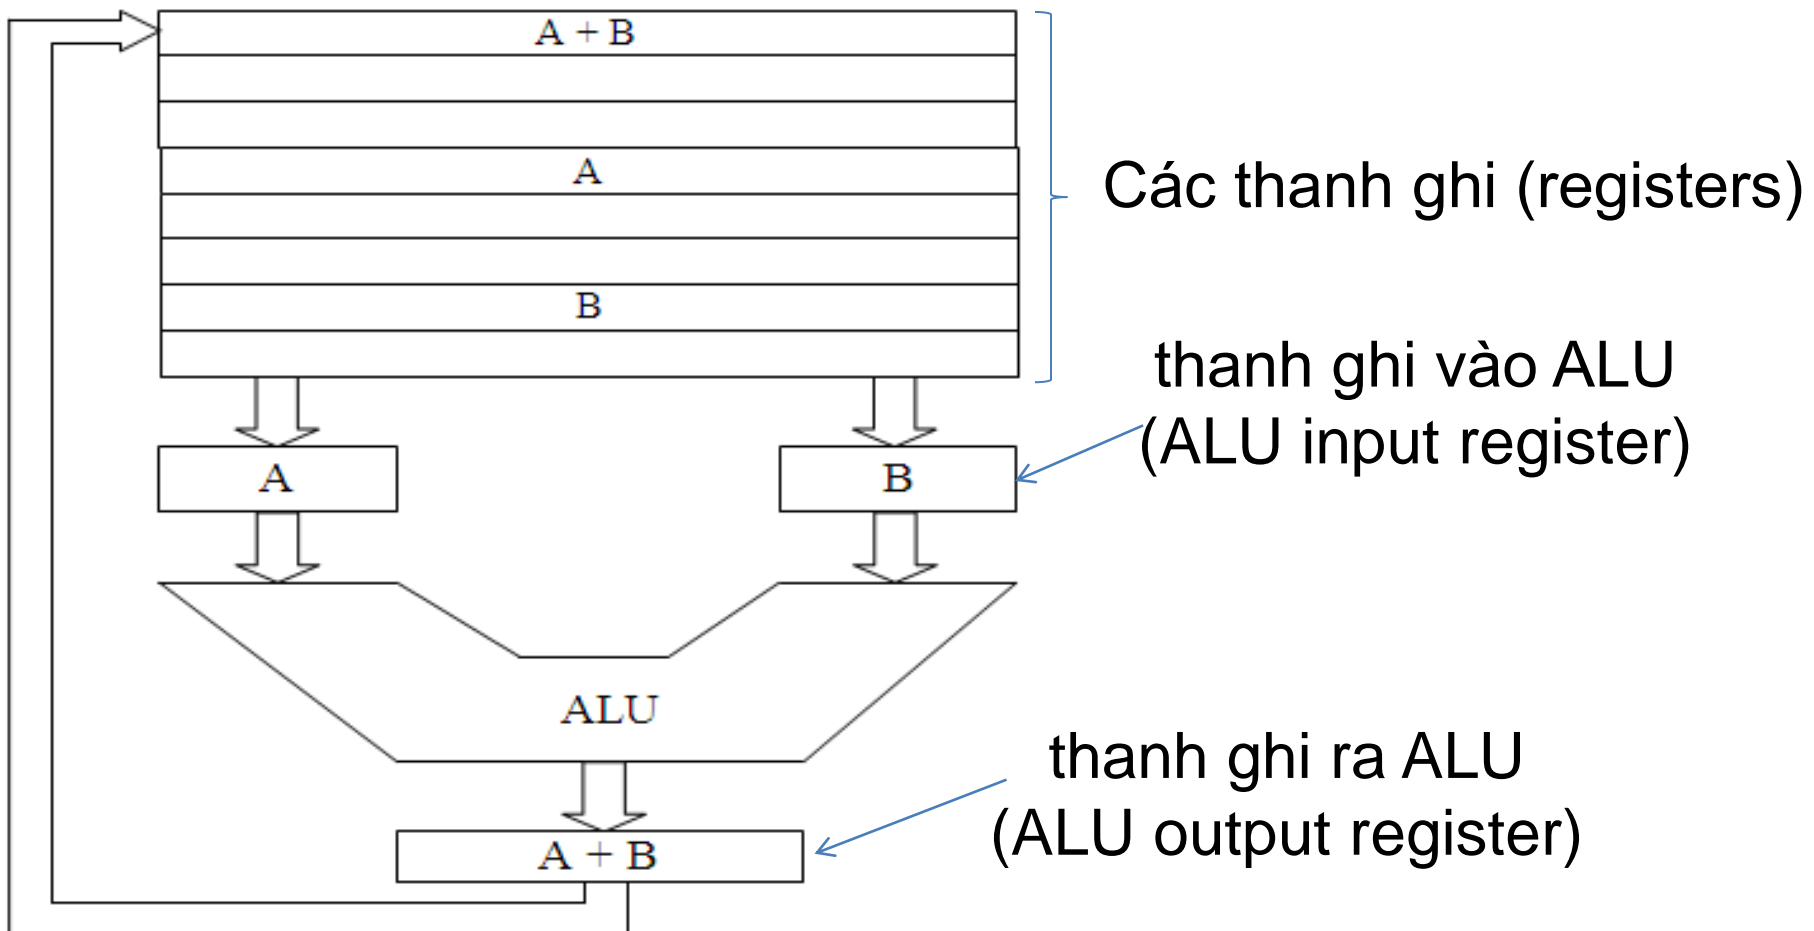 A + B
A
Các thanh ghi (registers)
B
thanh ghi vào ALU
(ALU input register)
A
B
ALU
thanh ghi ra ALU
(ALU output register)
A + B